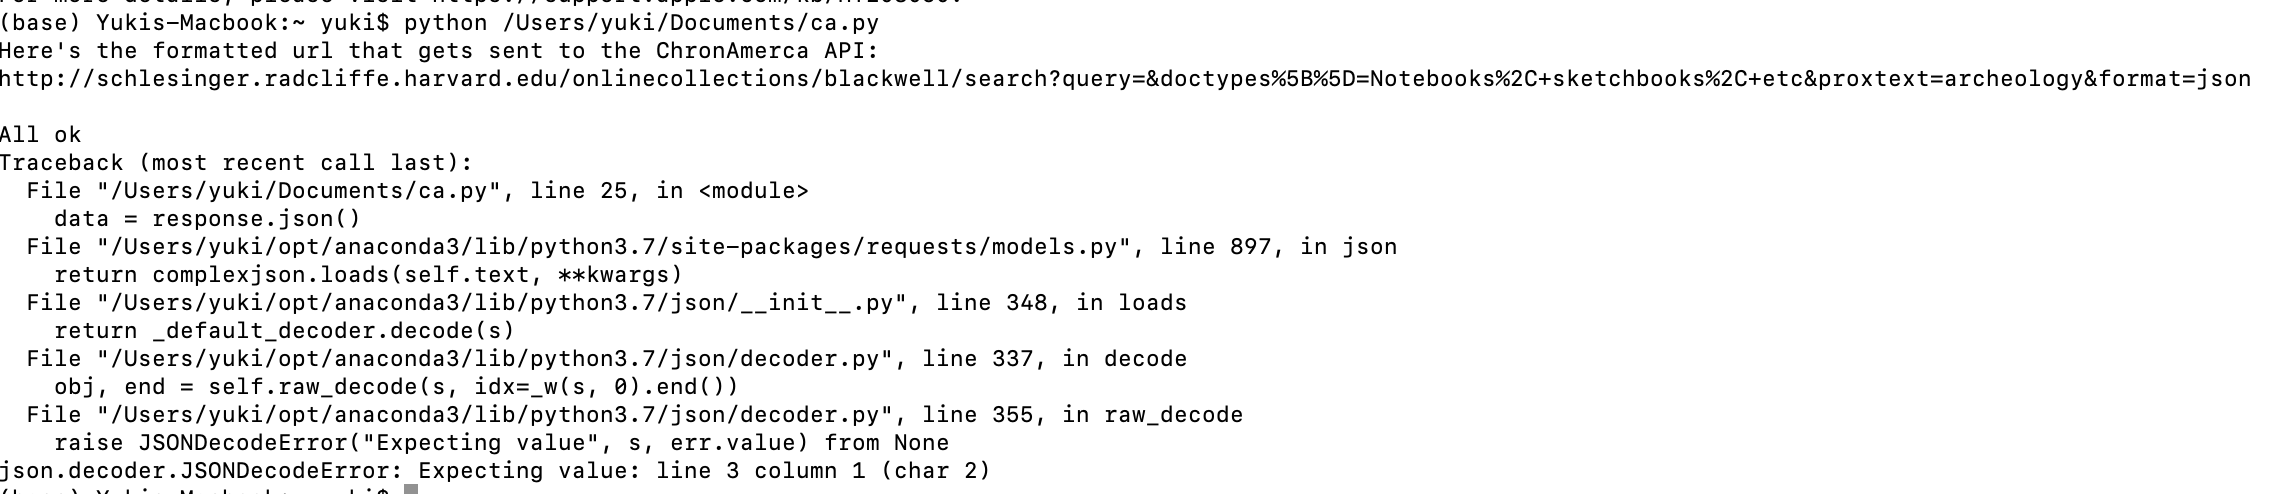 (base) Yukis-Macbook:~ yuki$ python /Users/yuki/Documents/ca.py
Here's the formatted url that gets sent to the ChronAmerca API:
http://schlesinger.radcliffe.harvard.edu/onlinecollections/blackwell/search?query=&doctypes%5B%5D=Notebooks%2C+sketchbooks%2C+etc&proxtext=archeology&format=json
All ok
Traceback (most recent call last):
  File "/Users/yuki/Documents/ca.py", line 25, in <module>
    data = response.json()
  File "/Users/yuki/opt/anaconda3/lib/python3.7/site-packages/requests/models.py", line 897, in json
    return complexjson.loads(self.text, **kwargs)
  File "/Users/yuki/opt/anaconda3/lib/python3.7/json/__init__.py", line 348, in loads
    return _default_decoder.decode(s)
  File "/Users/yuki/opt/anaconda3/lib/python3.7/json/decoder.py", line 337, in decode
    obj, end = self.raw_decode(s, idx=_w(s, 0).end())
  File "/Users/yuki/opt/anaconda3/lib/python3.7/json/decoder.py", line 355, in raw_decode
    raise JSONDecodeError("Expecting value", s, err.value) from None
json.decoder.JSONDecodeError: Expecting value: line 3 column 1 (char 2)